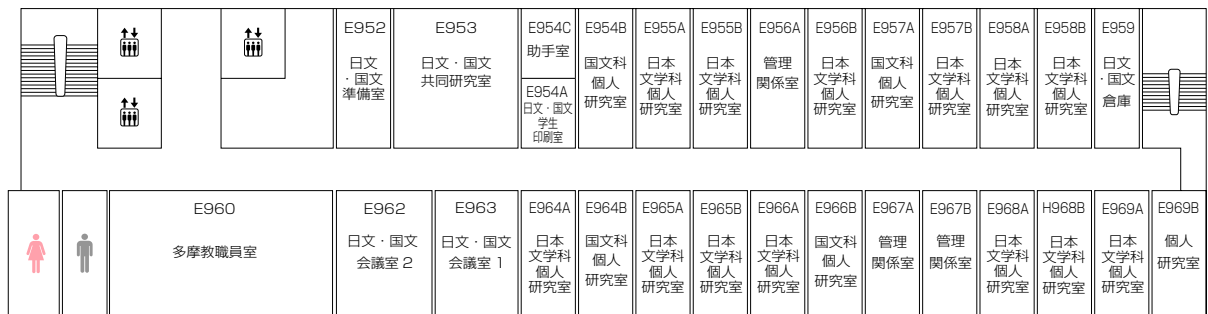 E952
日文
・国文
準備室
E953
日文・国文
共同研究室
E954C
助手室
E954A
日文・国文
学生
印刷室
E954B
国文科
個人
研究室
E955A
日本
文学科
個人
研究室
E955B
日本
文学科
個人
研究室
E956A
管理
関係室
E956B
日本
文学科
個人
研究室
E957A
国文科
個人
研究室
E957B
日本
文学科
個人
研究室
E958A
日本
文学科
個人
研究室
E958B
日本
文学科
個人
研究室
E959
日文
・国文
倉庫
E960
多摩教職員室
E962
日文・国文
会議室 2
E963
日文・国文
会議室 1
E964A
日本
文学科
個人
研究室
E964B
国文科
個人
研究室
E965A
日本
文学科
個人
研究室
E965B
日本
文学科
個人
研究室
E966A
日本
文学科
個人
研究室
E966B
国文科
個人
研究室
E967A
管理
関係室
E967B
管理
関係室
E968A
日本
文学科
個人
研究室
H968B
日本
文学科
個人
研究室
E969A
日本
文学科
個人
研究室
E969B
個人
研究室